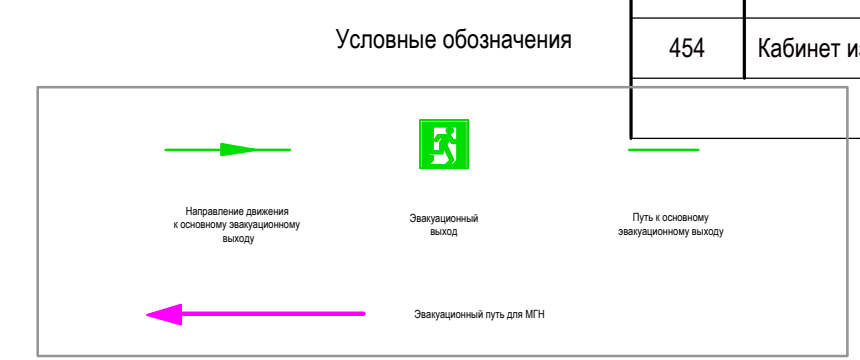 Условные обозначения
454
Кабинет
Направление движения
к основному эвакуационному
выходу
Эвакуационный
выход
Путь к основному
эвакуационному выходу
Эвакуационный путь для МГН